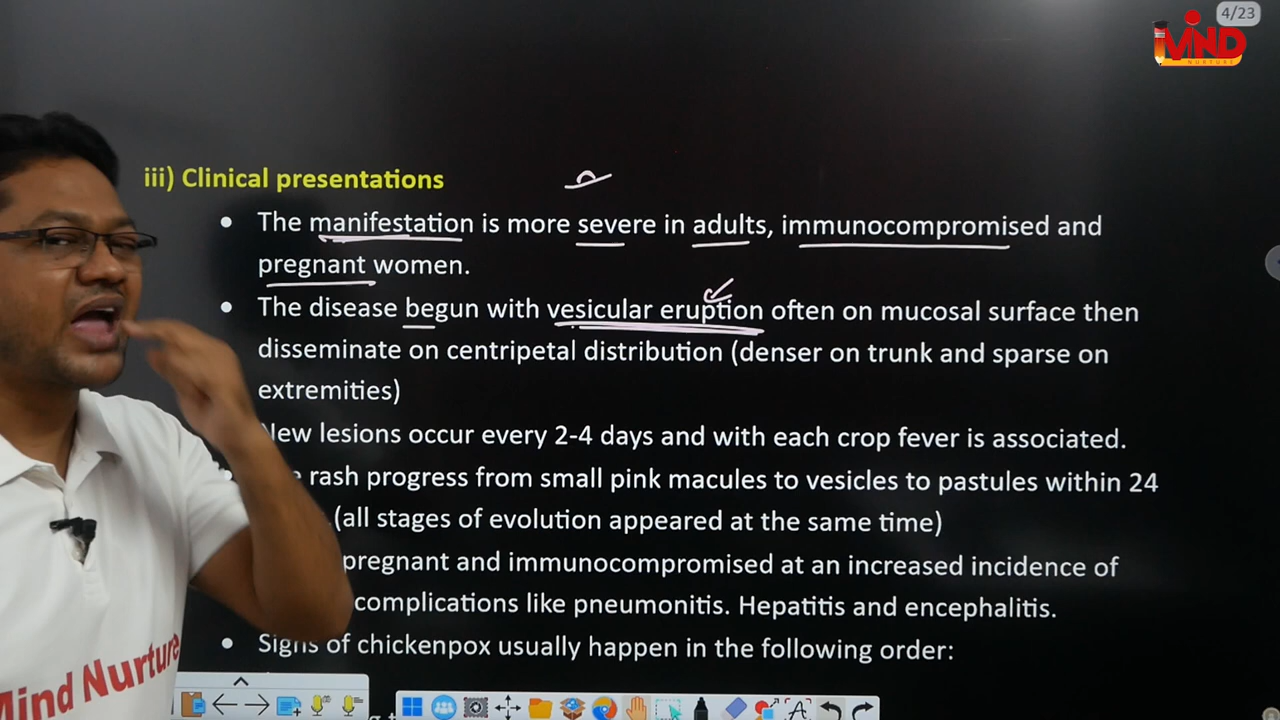 4/23
MIND
NURTURE
iii) Clinical presentations
• The manifestation is more severe in adults, immunocompromised and
pregnant women.
• The disease begun with vesicular eruption often on mucosal surface then
disseminate on centripetal distribution (denser on trunk and sparse on
extremities)
New lesions occur every 2-4 days and with each crop fever is associated.
rash progress from small pink macules to vesicles to pastules within 24
(all stages of evolution appeared at the same time)
pregnant and immunocompromised at an increased incidence of
complications like pneumonitis. Hepatitis and encephalitis.
• Signs of chickenpox usually happen in the following order:
Mind Nurture